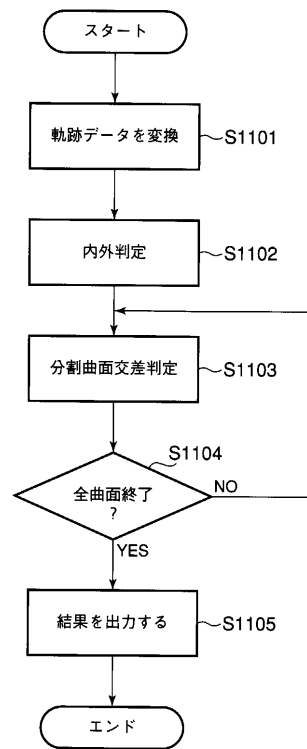 スタート
軌跡データを変換
S1101
内外判定
S1102
分割曲面交差判定
S1103
S1104
全曲面終了
?
NO
YES
結果を出力する
S1105
エンド